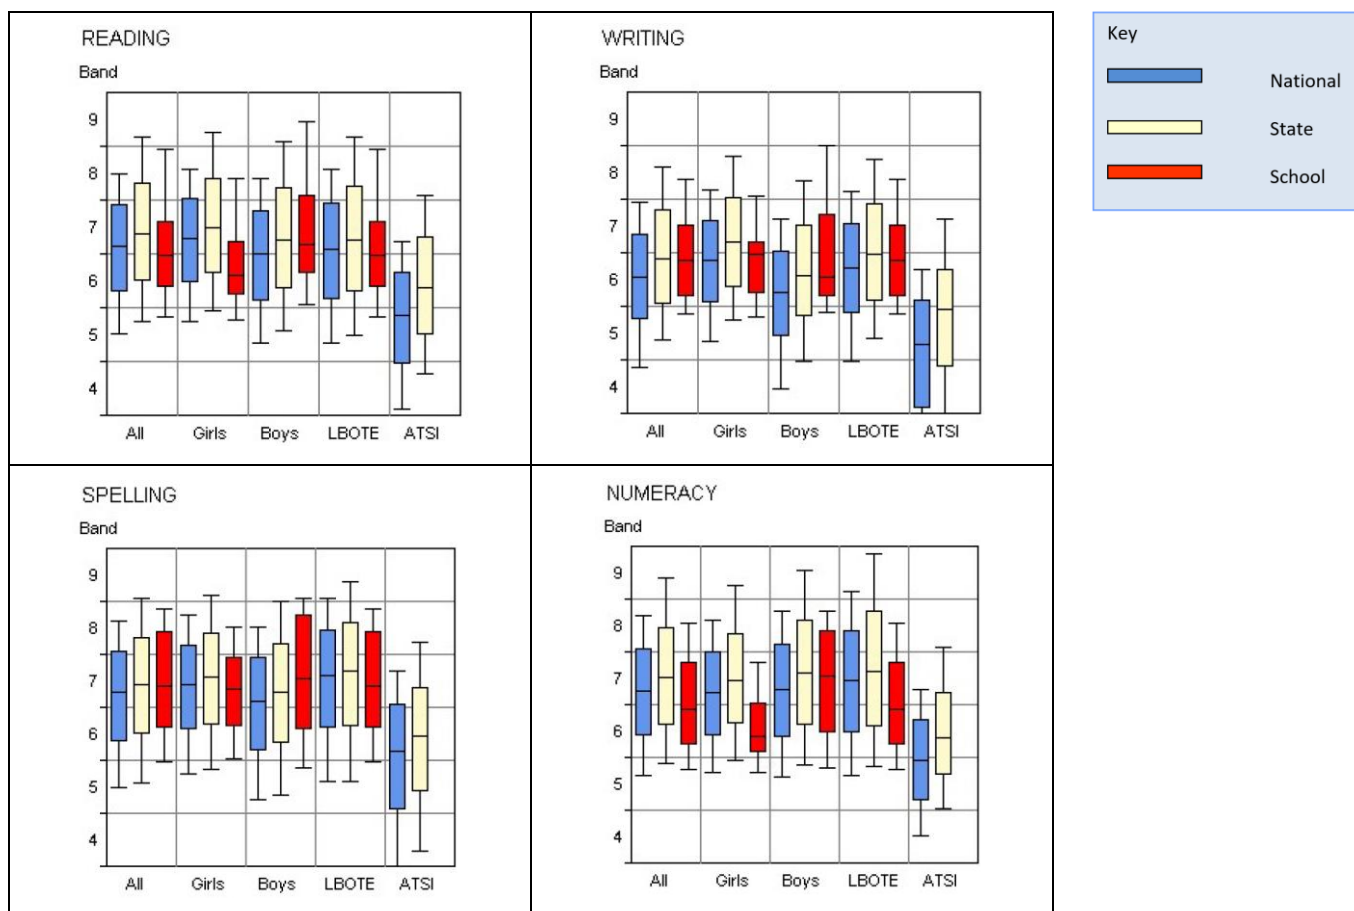 READING
Band
9
8
7
6
5
4
All Girls Boys LBOTE ATSI
WRITING
9
8
7
6
5
4
All Girls Boys LBOTE ATSI
Key
National
State
School
SPELLING
Band
9
8
7
6
5
4
All Girls Boys LBOTE ATSI
NUMERACY
Band
9
8
7
6
5
4
All Girls Boys LBOTE ATSI